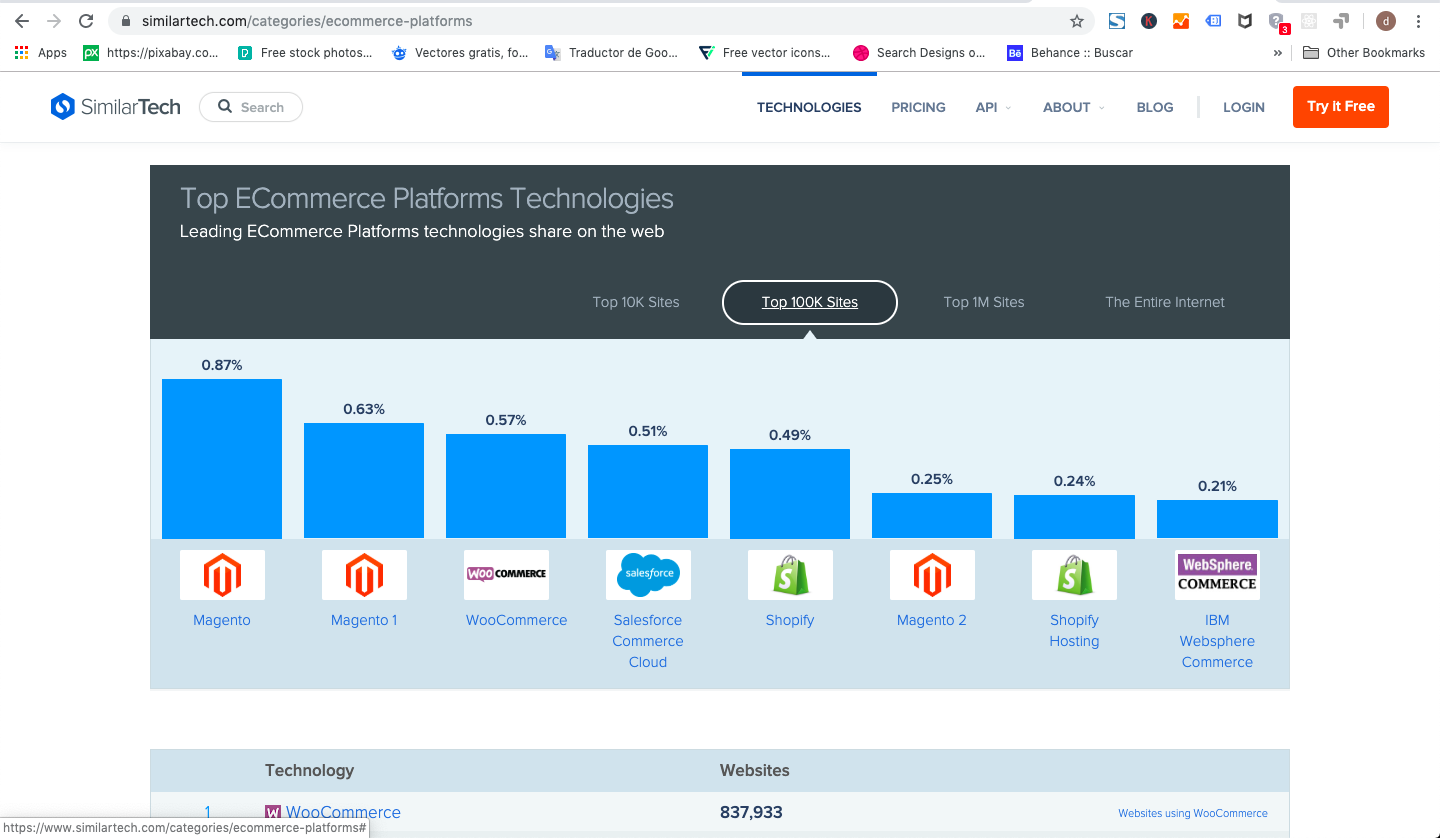 similartech.com/categories/ecommerce-platforms
3
d
Apps
px https://pixabay.co...
Free stock photos...
Vectores gratis, fo...
Traductor de Goo...
Free vector icons...
Search Designs o...
Bē Behance :: Buscar
»
Other Bookmarks
SimilarTech
Search
TECHNOLOGIES
PRICING
API
ABOUT
BLOG
LOGIN
Try it Free
Top ECommerce Platforms Technologies
Leading ECommerce Platforms technologies share on the web
Top 10K Sites
Top 100K Sites
Top 1M Sites
The Entire Internet
0.87%
0.63%
0.57%
0.51%
0.49%
0.25%
0.24%
0.21%
WOO COMMERCE
salesforce
WebSphere.
COMMERCE
Magento
Magento 1
WooCommerce
Salesforce
Commerce
Cloud
Shopify
Magento 2
Shopify
Hosting
IBM
Websphere
Commerce
Technology
Websites
1
W WooCommerce
837,933
Websites using WooCommerce
https://www.similartech.com/categories/ecommerce-platforms#